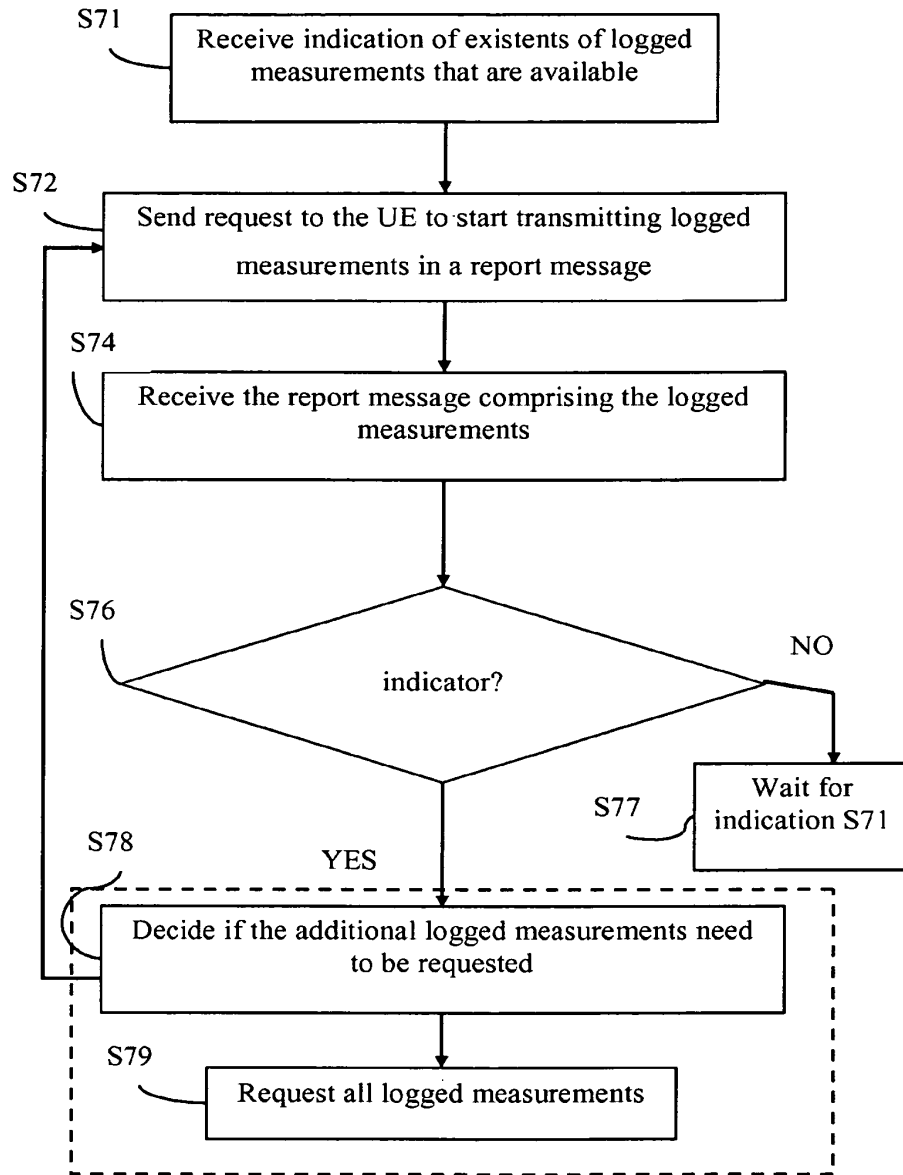 S71
Receive indication of existents of logged
measurements that are available
S72
Send request to the UE to start transmitting logged
measurements in a report message
S74
Receive the report message comprising the logged
measurements
S76
indicator?
NO
S77
Wait for
indication S71
YES
S78
Decide if the additional logged measurements need
to be requested
S79
Request all logged measurements